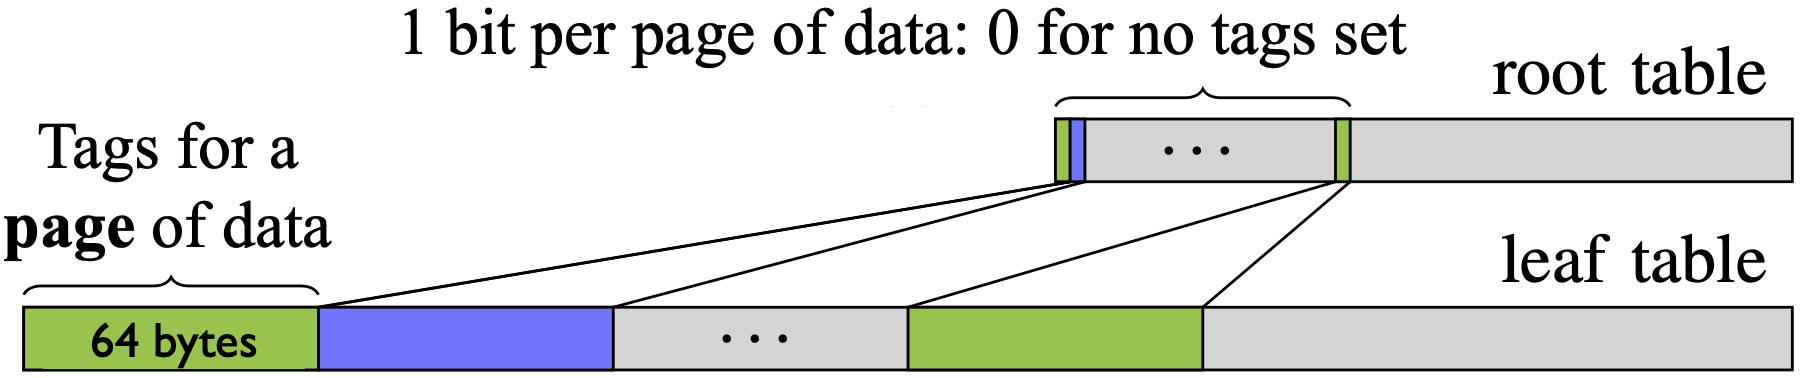 1 bit per page of data: 0 for no tags set
root table
Tags for a
page of data
leaf table
64 bytes
...
...